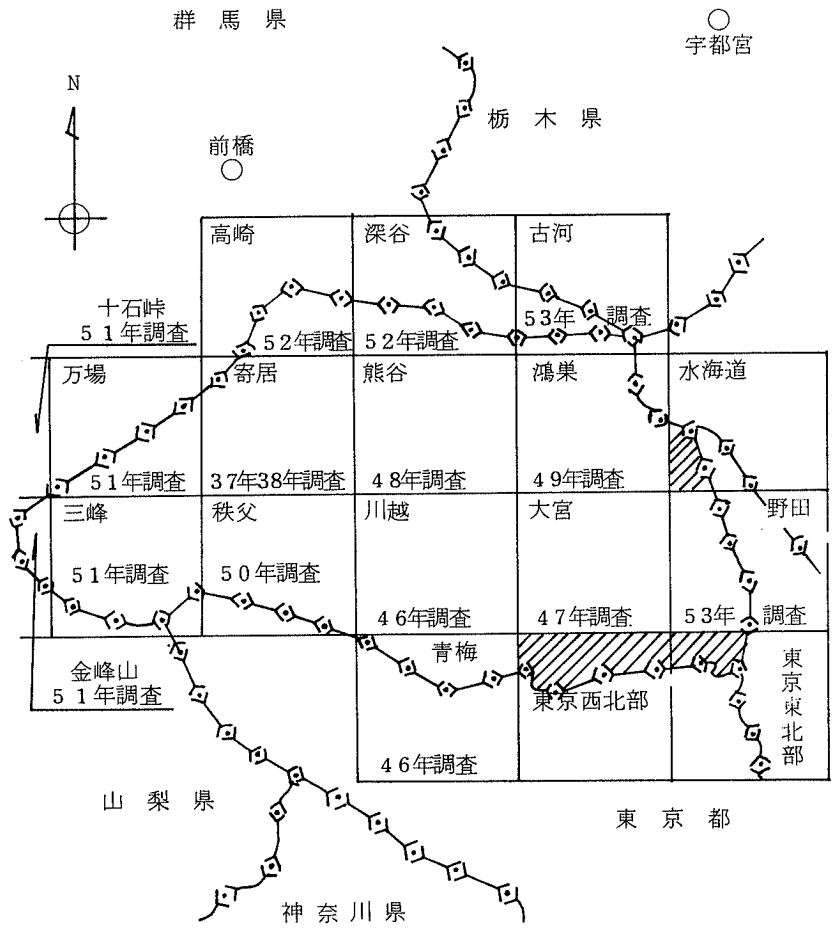 群馬県
宇都宮
N
栃木県
前橋
高崎
深谷
古河
十石峠
51年調査
53年 調査
52年調査
52年調査
万場
寄居
熊谷
鴻巣
水海道
51年調査
37年38年調査
48年調査
49年調査
三峰
秩父
川越
大宮
野田
51年調査
50年調査
46年調査
47年調査
53年 調査
金峰山
51年調査
青梅
東京西北部
東京東北部
46年調査
山梨県
東京都
神奈川県